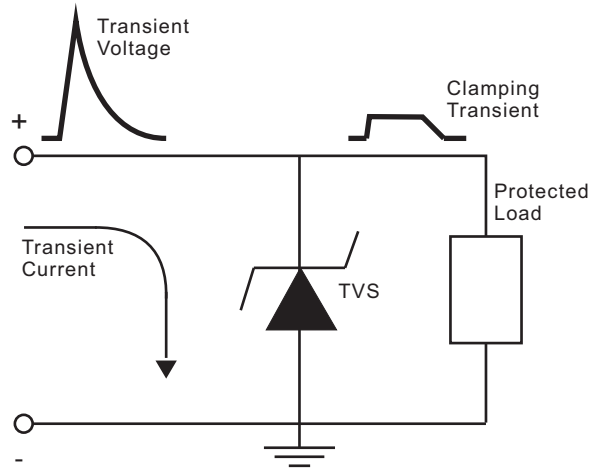 Transient
Voltage
Clamping
Transient
+
Protected
Load
Transient
Current
TVS
-